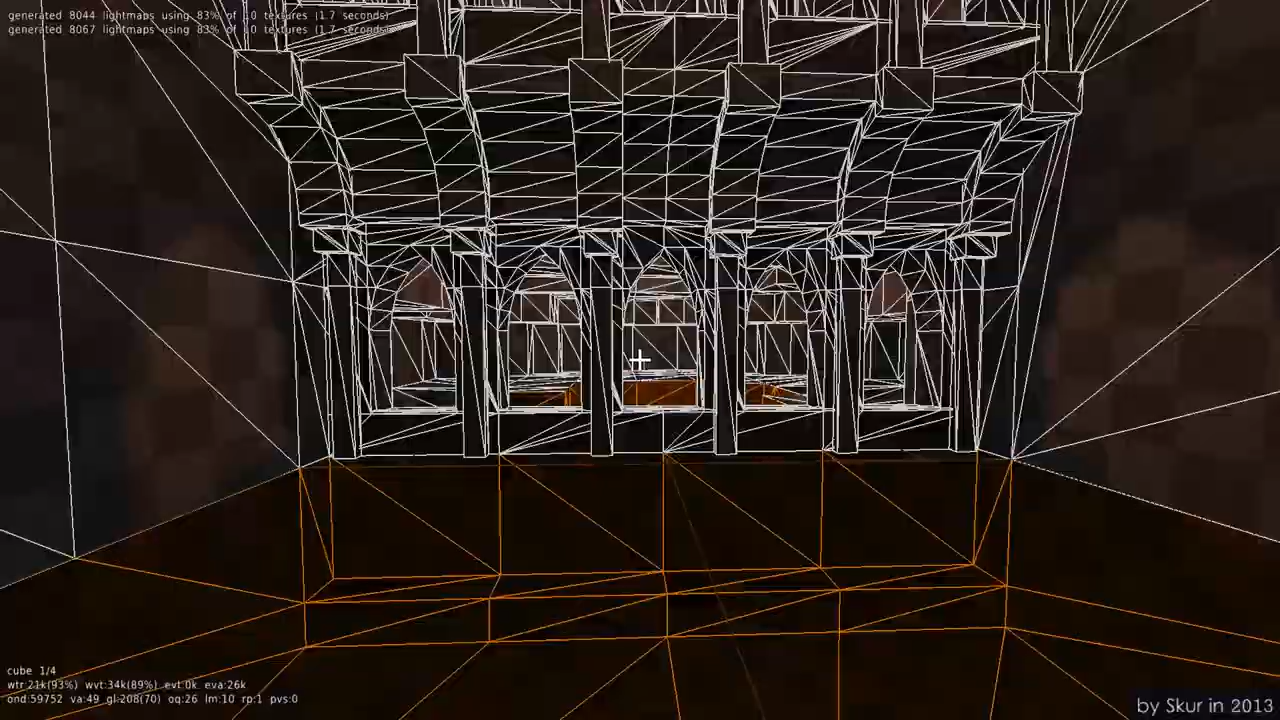 generated 8044 lightmaps using 83% of 10 textures (1.7 seconds)
generated 8067 lightmaps using 83% of 10 textures (1.7 seconds)
cube 1/4
wtr:21k(93%) wvt:34k(89%) evt:0k eva:26k
ond:59752 va:49 gl:208(70) oq:26 lm:10 rp:1 pvs:0
by Skur in 2013